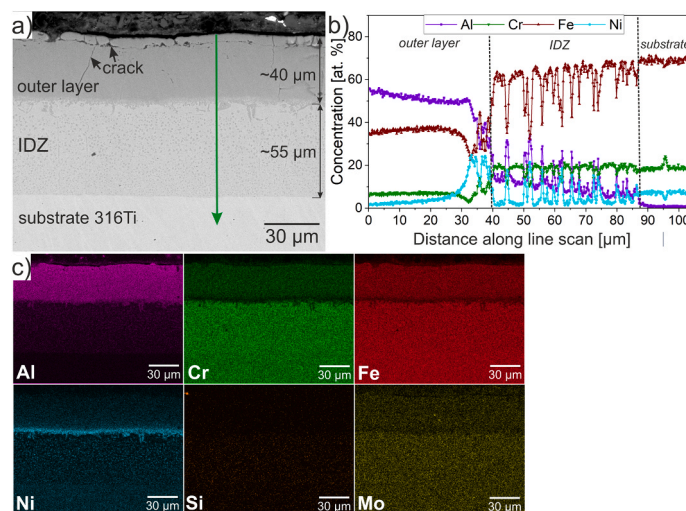 a)
crack
outer layer
~40 µm
IDZ
~55 µm
substrate 316Ti
30 µm
b)
Al Cr Fe Ni
outer layer IDZ substrate
Concentration [at. %]
80
60
40
20
0
0 10 20 30 40 50 60 70 80 90 100
Distance along line scan [µm]
c)
Al 30 µm
Cr 30 µm
Fe 30 µm
Ni 30 µm
Si 30 µm
Mo 30 µm